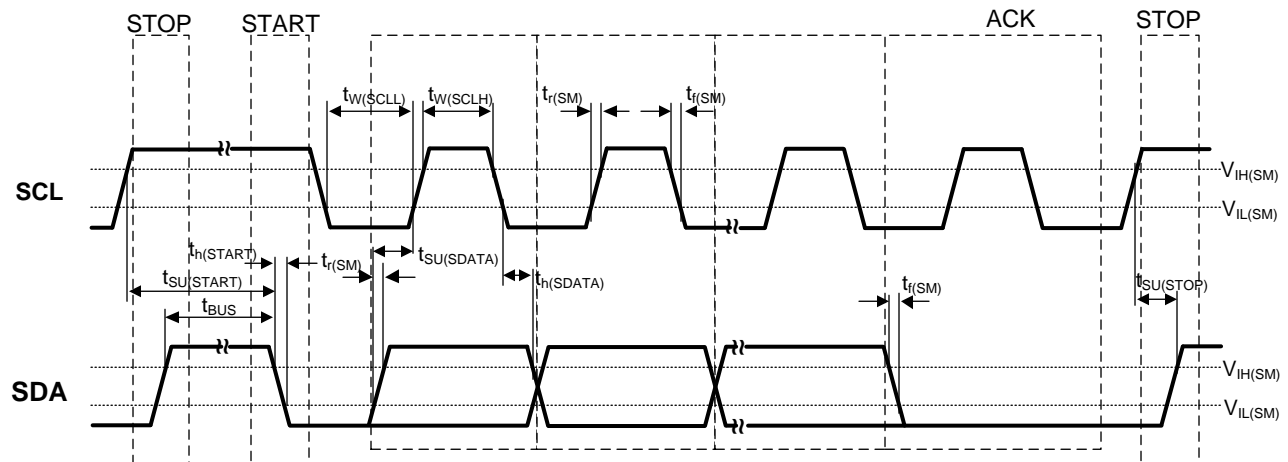 STOP START ACK STOP
tW(SCLL) tW(SCLH) tr(SM) tf(SM)
SCL
VIH(SM)
VIL(SM)
th(START) tr(SM) tSU(SDATA)
tSU(START) th(SDATA) tf(SM) tSU(STOP)
tBUS
SDA
VIH(SM)
VIL(SM)